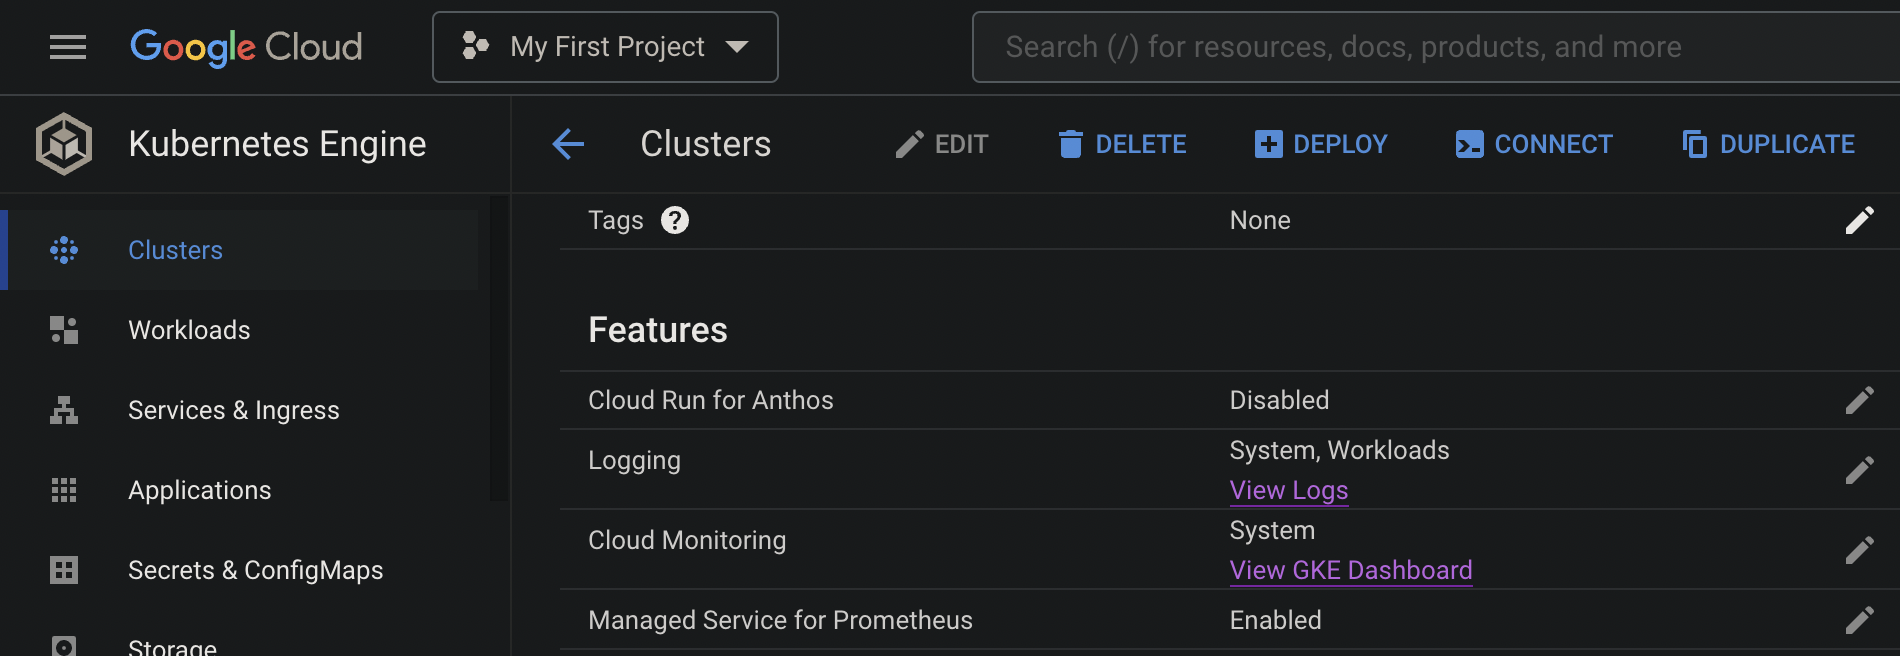 Google Cloud
My First Project
Search (/) for resources, docs, products, and more
Kubernetes Engine
Clusters
EDIT
DELETE
DEPLOY
CONNECT
DUPLICATE
Clusters
Workloads
Services & Ingress
Applications
Secrets & ConfigMaps
Storage
Tags ?
None
Features
Cloud Run for Anthos
Disabled
Logging
System, Workloads
View Logs
Cloud Monitoring
System
View GKE Dashboard
Managed Service for Prometheus
Enabled